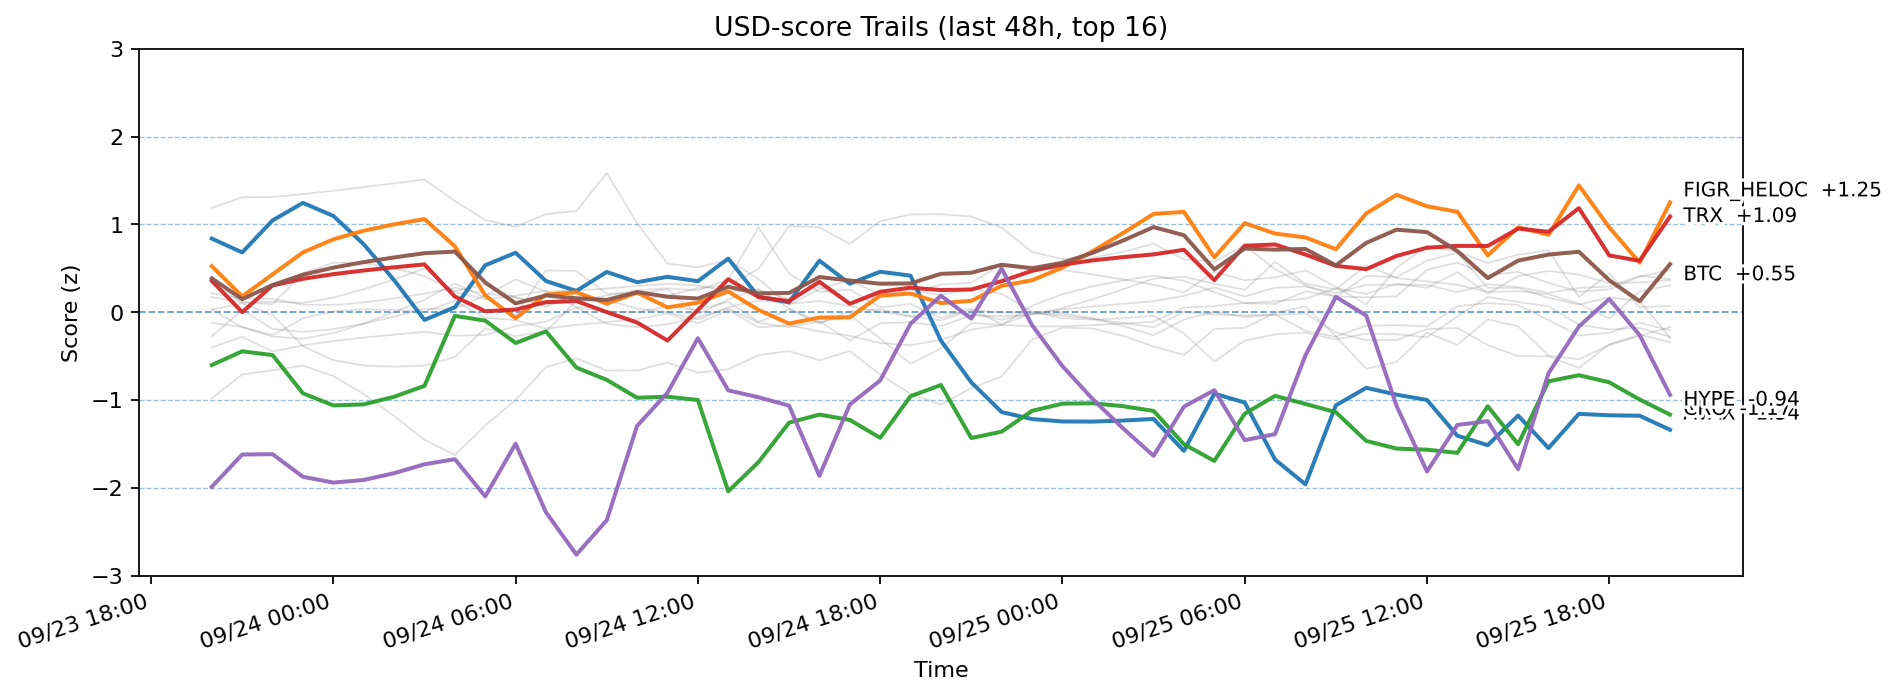 USD-score Trails (last 48h, top 16)
3
2
1
0
−1
−2
−3
Score (z)
FIGR_HELOC +1.25
TRX +1.09
BTC +0.55
HYPE -0.94
09/23 18:00
09/24 00:00
09/24 06:00
09/24 12:00
09/24 18:00
09/25 00:00
09/25 06:00
09/25 12:00
09/25 18:00
Time